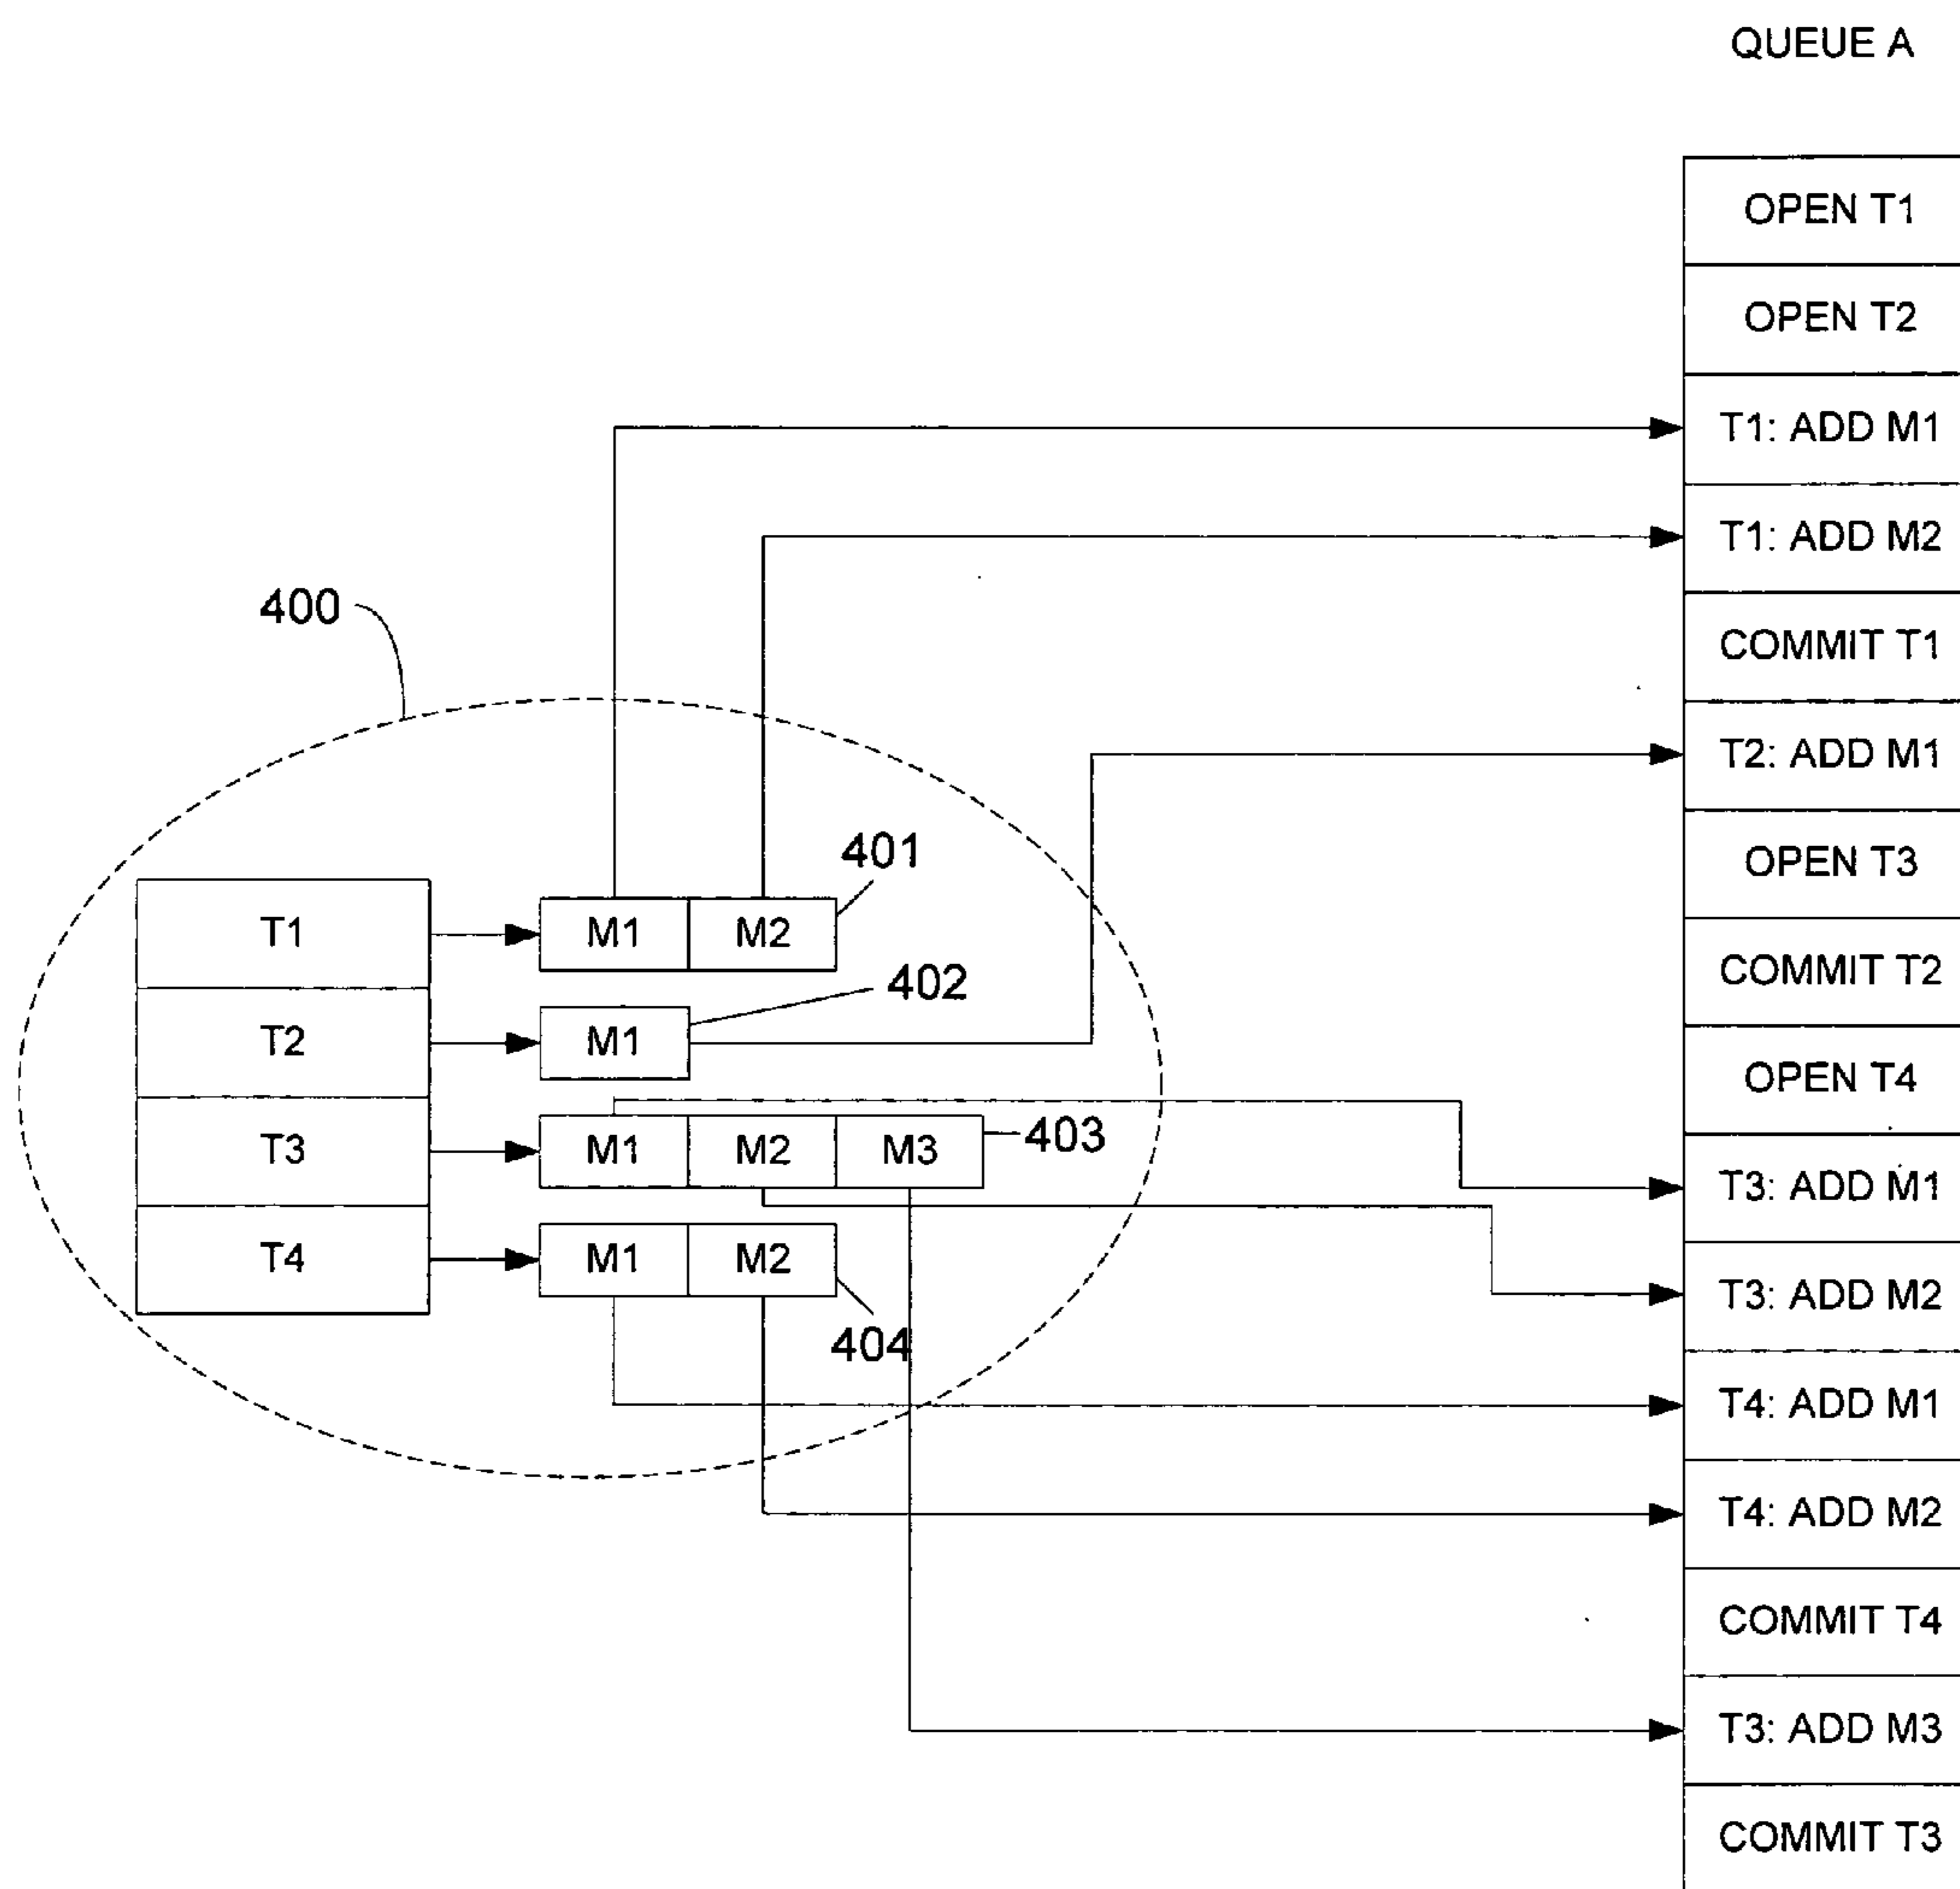 QUEUE A
OPEN T1
OPEN T2
T1: ADD M1
T1: ADD M2
COMMIT T1
T2: ADD M1
OPEN T3
COMMIT T2
OPEN T4
T3: ADD M1
T3: ADD M2
T4: ADD M1
T4: ADD M2
COMMIT T4
T3: ADD M3
COMMIT T3
400
401
T1 M1 M2
402
T2 M1
T3 M1 M2 M3 403
T4 M1 M2
404